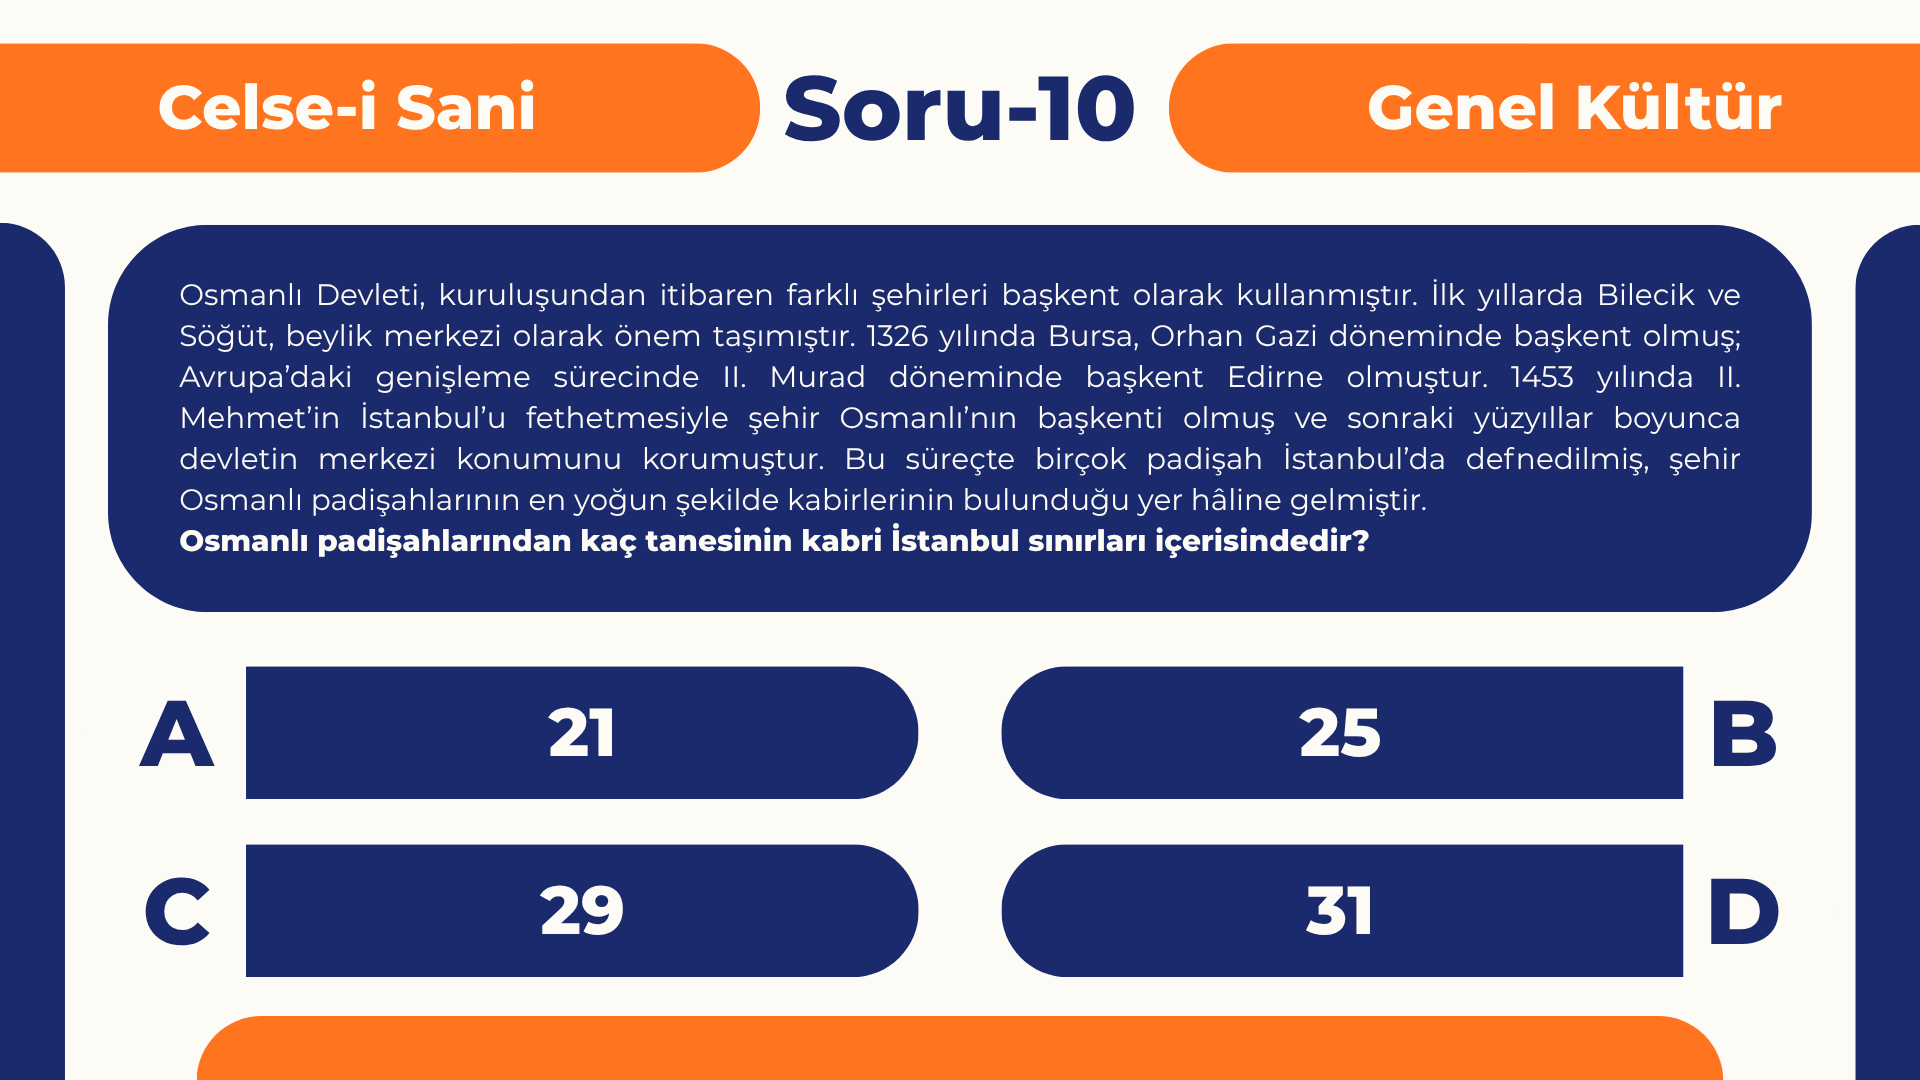 Celse-i Sani
Soru-10
Genel Kültür
Osmanlı Devleti, kuruluşundan itibaren farklı şehirleri başkent olarak kullanmıştır. İlk yıllarda Bilecik ve
Söğüt, beylik merkezi olarak önem taşımıştır. 1326 yılında Bursa, Orhan Gazi döneminde başkent olmuş;
Avrupa’daki genişleme sürecinde II. Murad döneminde başkent Edirne olmuştur. 1453 yılında II.
Mehmet’in İstanbul’u fethetmesiyle şehir Osmanlı’nın başkenti olmuş ve sonraki yüzyıllar boyunca
devletin merkezi konumunu korumuştur. Bu süreçte birçok padişah İstanbul’da defnedilmiş, şehir
Osmanlı padişahlarının en yoğun şekilde kabirlerinin bulunduğu yer hâline gelmiştir.
Osmanlı padişahlarından kaç tanesinin kabri İstanbul sınırları içerisindedir?
A
21
25
B
C
29
31
D